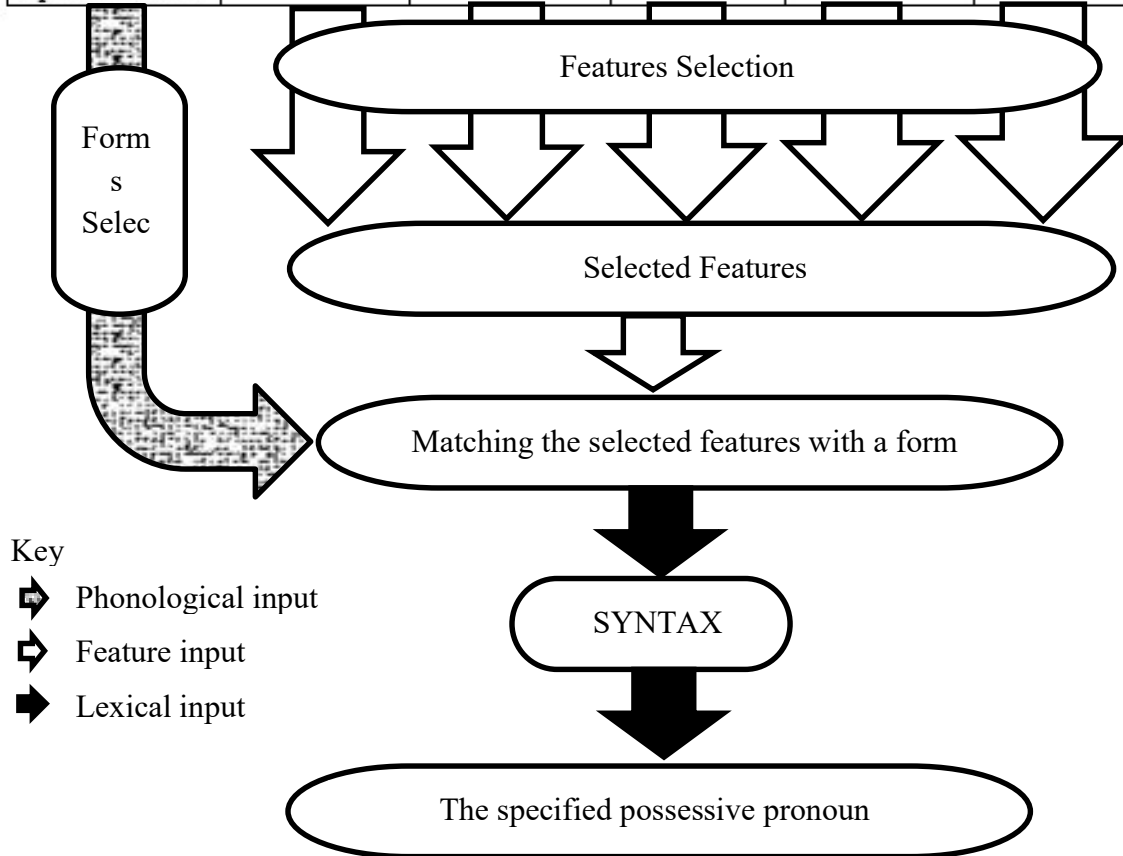 Features Selection
Form
s
Selec
Selected Features
Matching the selected features with a form
Key
Phonological input
SYNTAX
Feature input
Lexical input
The specified possessive pronoun